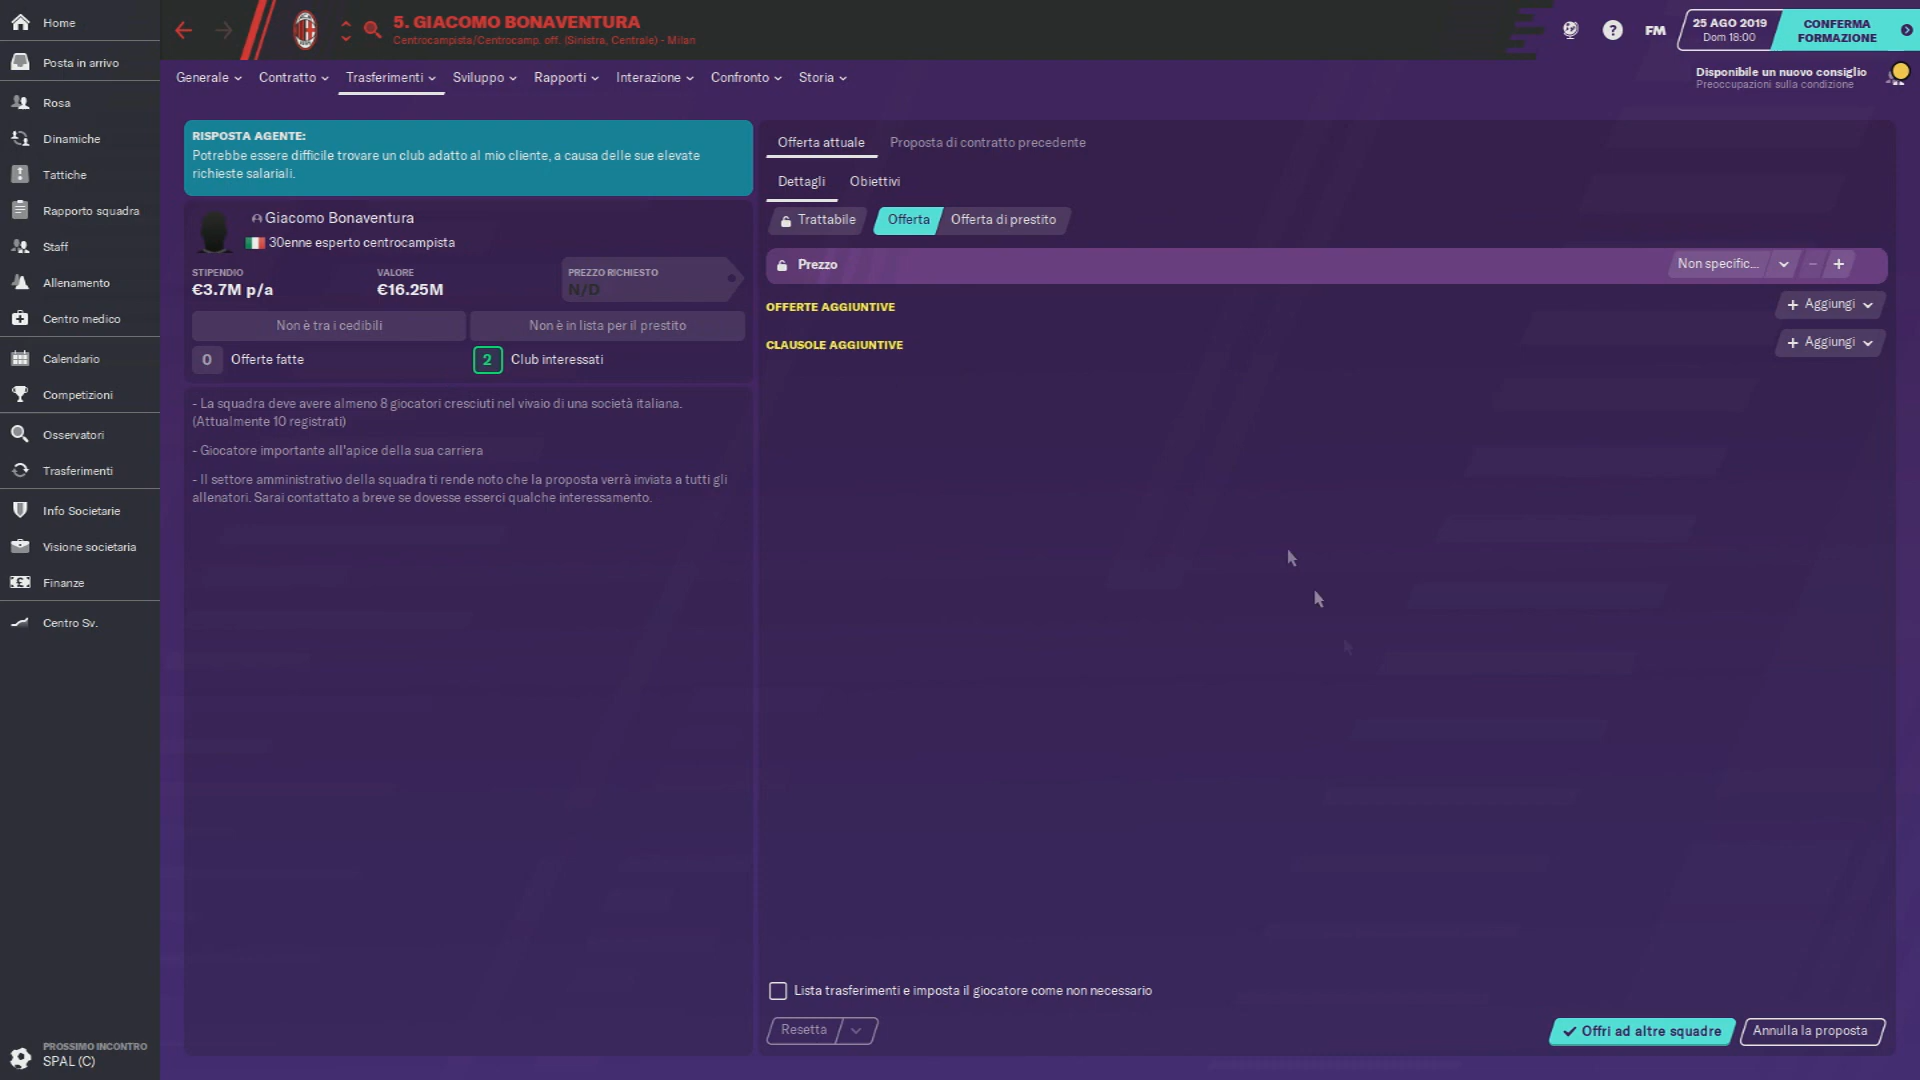 Home
Posta in arrivo
Rosa
Dinamiche
Tattiche
Rapporto squadra
Staff
Allenamento
Centro medico
Calendario
Competizioni
Osservatori
Trasferimenti
Info Societarie
Visione societaria
Finanze
Centro Sv.
PROSSIMO INCONTRO
SPAL (C)
5. GIACOMO BONAVENTURA
Centrocampista/Centrocamp. off. (Sinistra, Centrale) - Milan
FM
25 AGO 2019
Dom 18:00
CONFERMA
FORMAZIONE
Generale
Contratto
Trasferimenti
Sviluppo
Rapporti
Interazione
Confronto
Storia
Disponibile un nuovo consiglio
Preoccupazioni sulla condizione
RISPOSTA AGENTE:
Potrebbe essere difficile trovare un club adatto al mio cliente, a causa delle sue elevate
richieste salariali.
Giacomo Bonaventura
30enne esperto centrocampista
STIPENDIO
€3.7M p/a
VALORE
€16.25M
PREZZO RICHIESTO
N/D
Non è tra i cedibili
Non è in lista per il prestito
0 Offerte fatte
2 Club interessati
- La squadra deve avere almeno 8 giocatori cresciuti nel vivaio di una società italiana.
(Attualmente 10 registrati)
- Giocatore importante all'apice della sua carriera
- Il settore amministrativo della squadra ti rende noto che la proposta verrà inviata a tutti gli
allenatori. Sarai contattato a breve se dovesse esserci qualche interessamento.
Offerta attuale
Proposta di contratto precedente
Dettagli
Obiettivi
Trattabile
Offerta
Offerta di prestito
Prezzo
Non specific...
OFFERTE AGGIUNTIVE
+ Aggiungi
CLAUSOLE AGGIUNTIVE
+ Aggiungi
Lista trasferimenti e imposta il giocatore come non necessario
Resetta
Offri ad altre squadre
Annulla la proposta